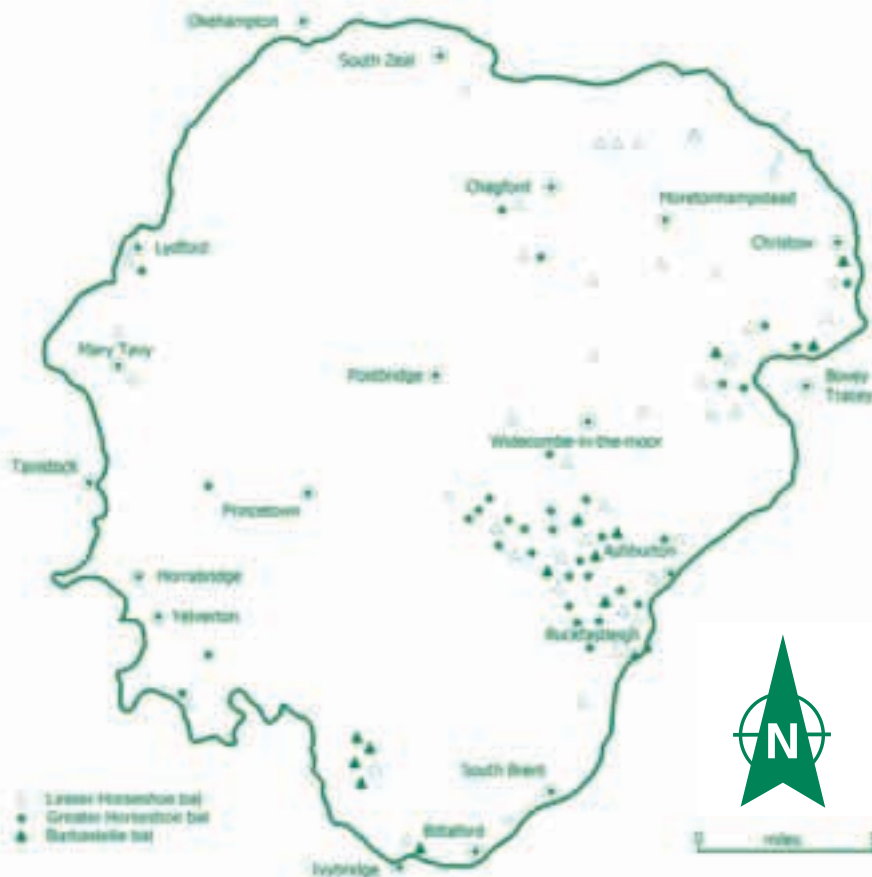 Okehampton
South Zeal
Chagford
Moretonhampstead
Christow
Lydford
Mary Tavy
Postbridge
Bovey
Tracey
Widecombe-in-the-moor
Tavistock
Princetown
Ashburton
Horrabridge
Yelverton
Buckfastleigh
N
South Brent
Lesser Horseshoe bat
Greater Horseshoe bat
Barbastelle bat
Bittaford
0 miles
Ivybridge